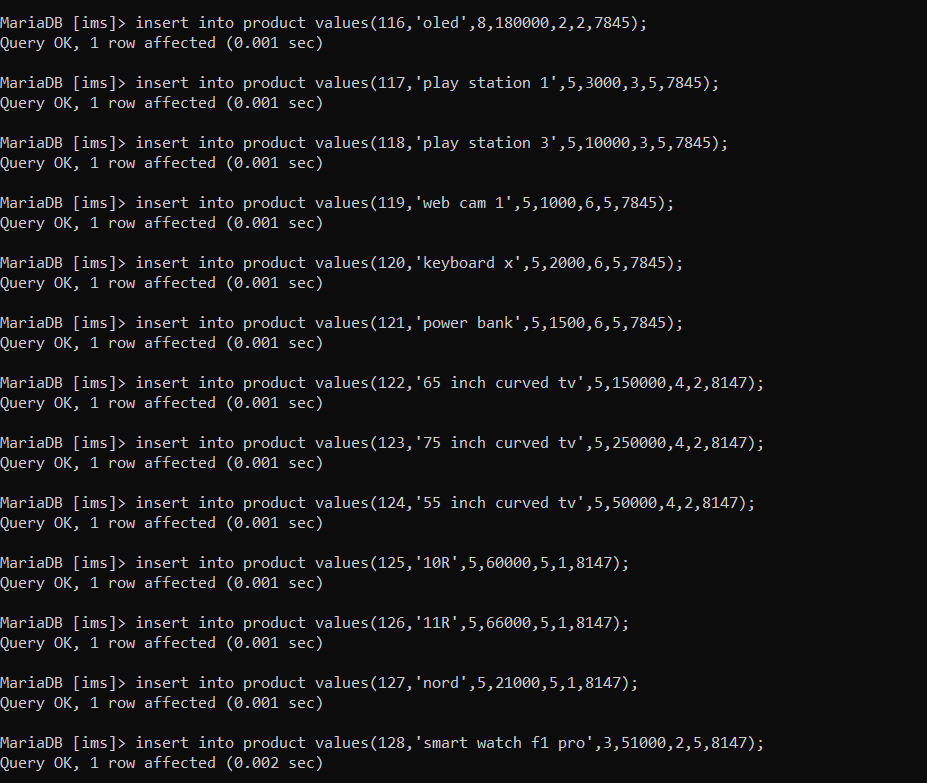 MariaDB [ims]> insert into product values(116,'oled',8,180000,2,2,7845);
Query OK, 1 row affected (0.001 sec)
MariaDB [ims]> insert into product values(117,'play station 1',5,3000,3,5,7845);
Query OK, 1 row affected (0.001 sec)
MariaDB [ims]> insert into product values(118,'play station 3',5,10000,3,5,7845);
Query OK, 1 row affected (0.001 sec)
MariaDB [ims]> insert into product values(119,'web cam 1',5,1000,6,5,7845);
Query OK, 1 row affected (0.001 sec)
MariaDB [ims]> insert into product values(120,'keyboard x',5,2000,6,5,7845);
Query OK, 1 row affected (0.001 sec)
MariaDB [ims]> insert into product values(121,'power bank',5,1500,6,5,7845);
Query OK, 1 row affected (0.001 sec)
MariaDB [ims]> insert into product values(122,'65 inch curved tv',5,150000,4,2,8147);
Query OK, 1 row affected (0.001 sec)
MariaDB [ims]> insert into product values(123,'75 inch curved tv',5,250000,4,2,8147);
Query OK, 1 row affected (0.001 sec)
MariaDB [ims]> insert into product values(124,'55 inch curved tv',5,50000,4,2,8147);
Query OK, 1 row affected (0.001 sec)
MariaDB [ims]> insert into product values(125,'10R',5,60000,5,1,8147);
Query OK, 1 row affected (0.001 sec)
MariaDB [ims]> insert into product values(126,'11R',5,66000,5,1,8147);
Query OK, 1 row affected (0.001 sec)
MariaDB [ims]> insert into product values(127,'nord',5,21000,5,1,8147);
Query OK, 1 row affected (0.001 sec)
MariaDB [ims]> insert into product values(128,'smart watch f1 pro',3,51000,2,5,8147);
Query OK, 1 row affected (0.002 sec)